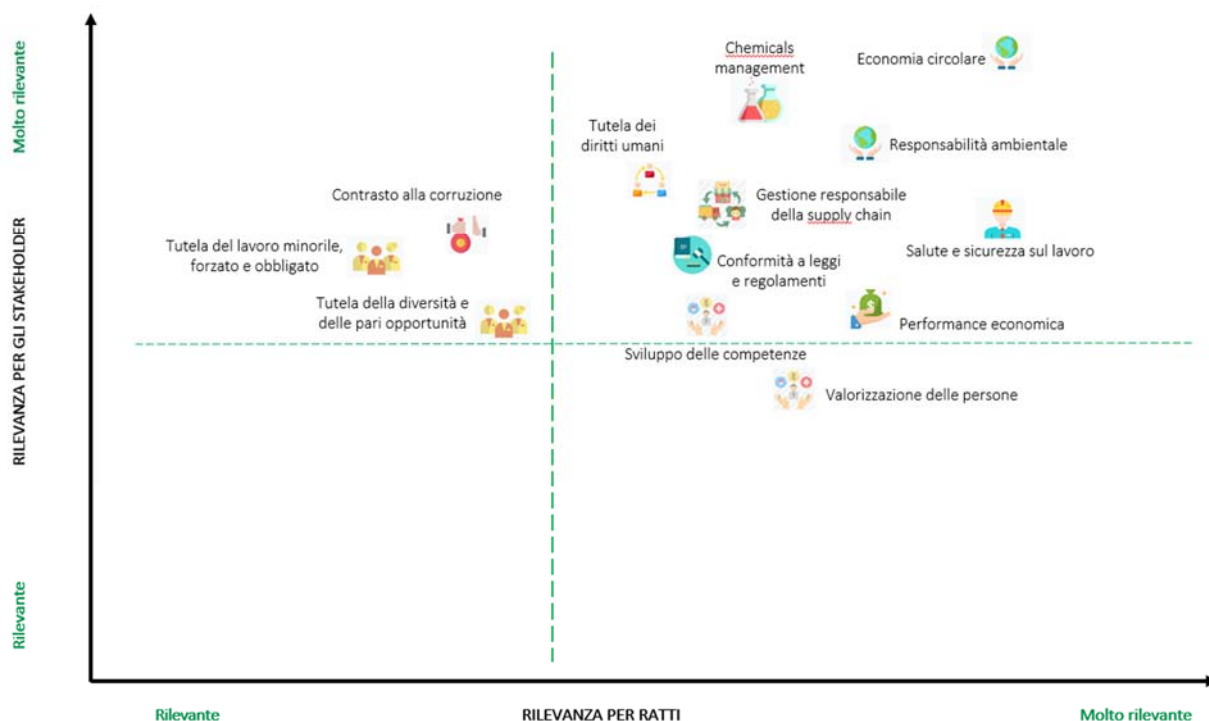 Molto rilevante
RILEVANZA PER GLI STAKEHOLDER
Rilevante
Chemicals
management
Economia circolare
Tutela dei
diritti umani
Responsabilità ambientale
Contrasto alla corruzione
Gestione responsabile
della supply chain
Tutela del lavoro minorile,
forzato e obbligato
Salute e sicurezza sul lavoro
Conformità a leggi
e regolamenti
Tutela della diversità e
delle pari opportunità
Performance economica
Sviluppo delle competenze
Valorizzazione delle persone
Rilevante
RILEVANZA PER RATTI
Molto rilevante